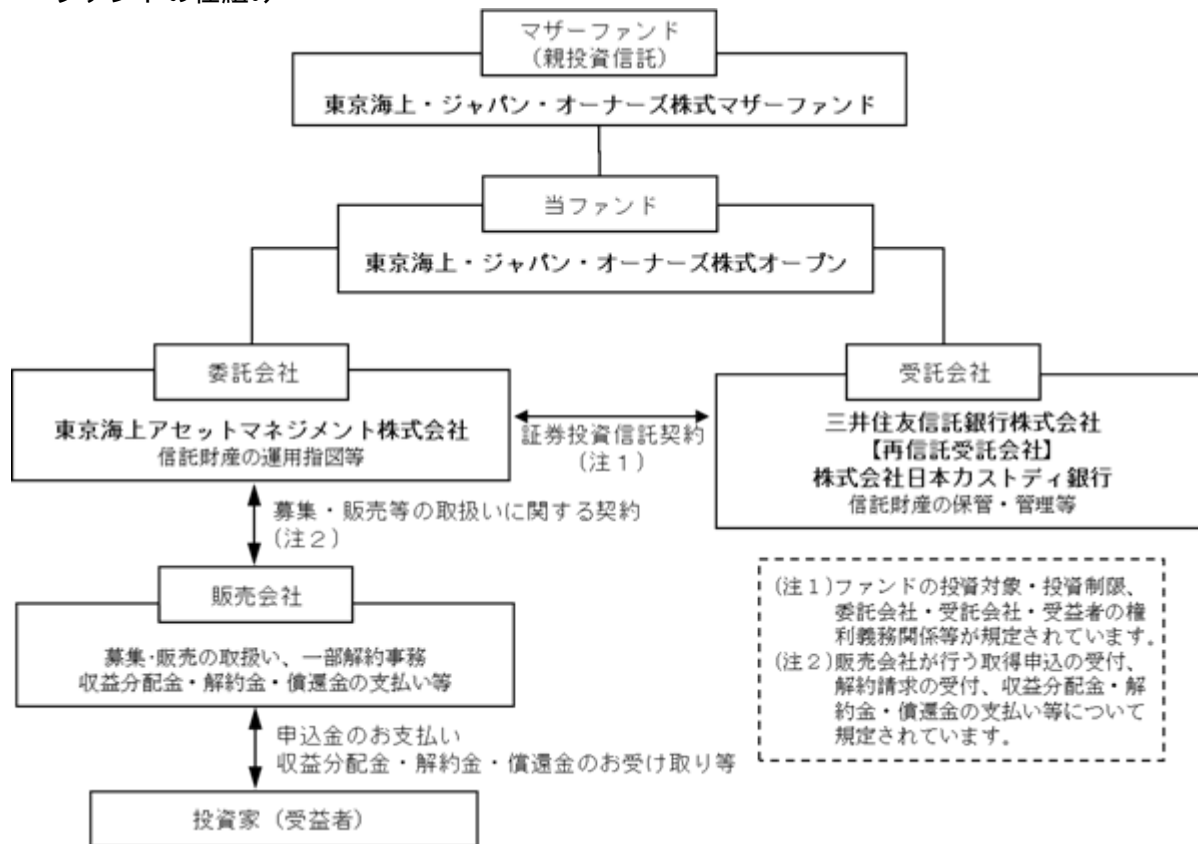 ファンドの仕組み
マザーファンド
(親投資信託)
東京海上・ジャパン・オーナーズ株式マザーファンド
当ファンド
東京海上・ジャパン・オーナーズ株式オープン
委託会社
東京海上アセットマネジメント株式会社
信託財産の運用指図等
証券投資信託契約
(注1)
受託会社
三井住友信託銀行株式会社
【再信託受託会社】
株式会社日本カストディ銀行
信託財産の保管・管理等
募集・販売等の取扱いに関する契約
(注2)
販売会社
募集・販売の取扱い、一部解約事務
収益分配金・解約金・償還金の支払い等
申込金のお支払い
収益分配金・解約金・償還金のお受け取り等
投資家(受益者)
(注1)ファンドの投資対象・投資制限、
委託会社・受託会社・受益者の権
利義務関係等が規定されています。
(注2)販売会社が行う取得申込の受付、
解約請求の受付、収益分配金・解
約金・償還金の支払い等について
規定されています。